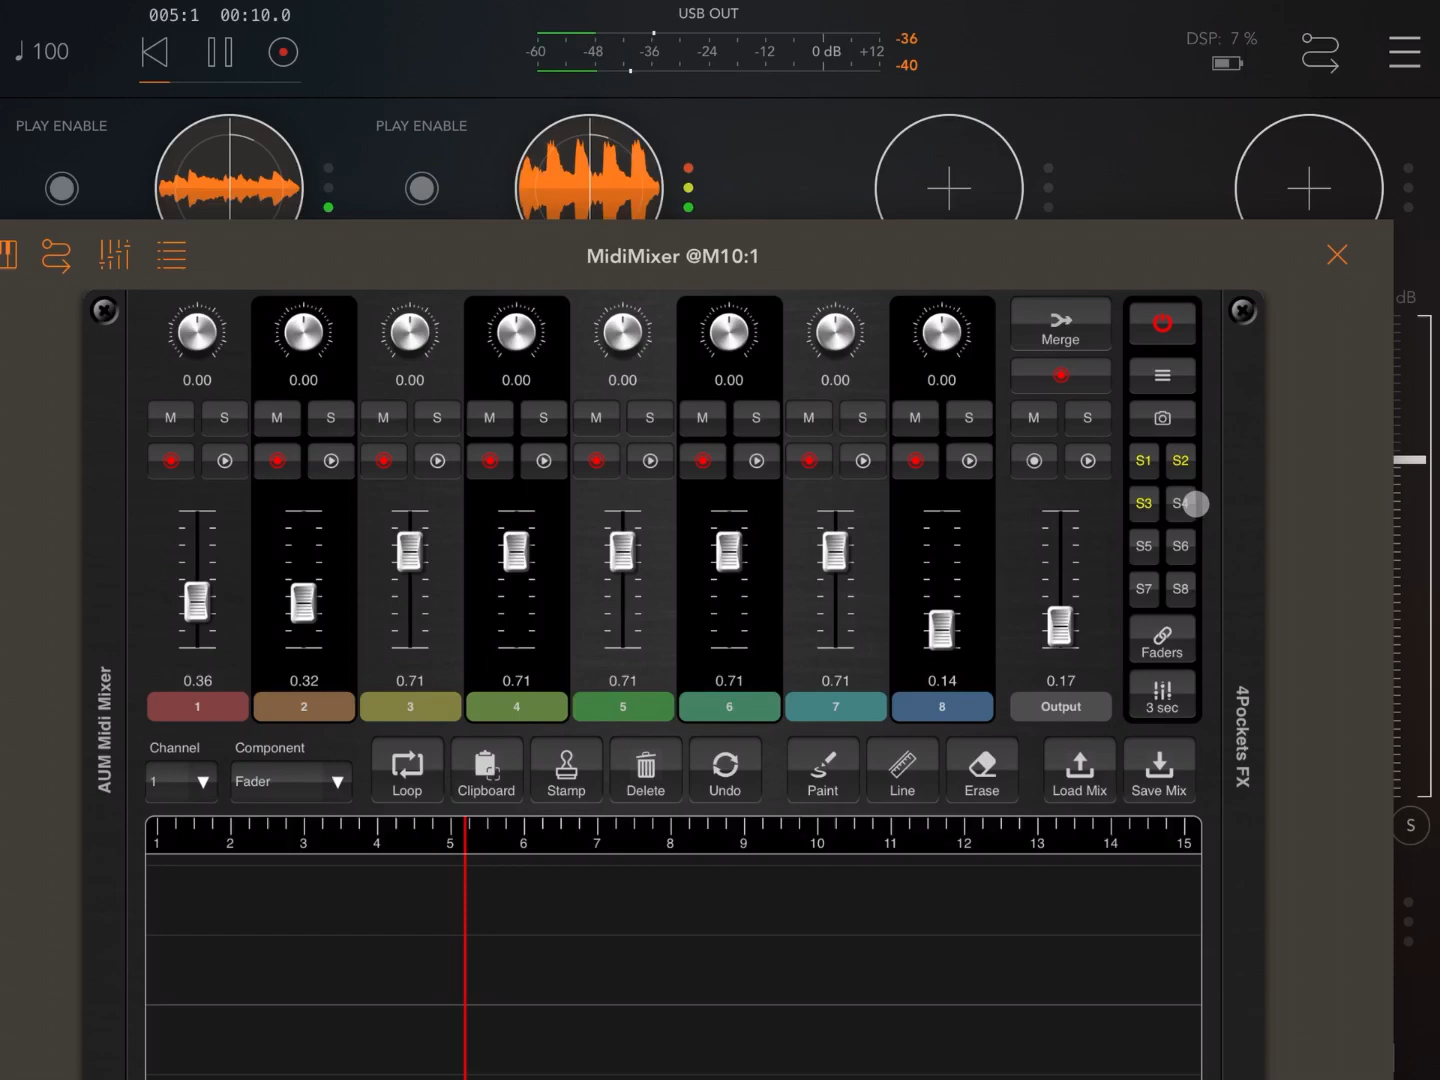 005:1 00:10.0
USB OUT
♩ 100
-60 -48 -36 -24 -12 0 dB +12
-36
-40
DSP: 7 %
PLAY ENABLE
PLAY ENABLE
MidiMixer @M10:1
dB
Merge
0.00 0.00 0.00 0.00 0.00 0.00 0.00 0.00
M S M S M S M S M S M S M S M S M S
S1 S2
S3 S4
S5 S6
S7 S8
Faders
3 sec
0.36 0.32 0.71 0.71 0.71 0.71 0.71 0.14 0.17
1 2 3 4 5 6 7 8 Output
AUM Midi Mixer
4Pockets FX
Channel Component
1 Fader
Loop Clipboard Stamp Delete Undo Paint Line Erase Load Mix Save Mix
S
1 2 3 4 5 6 7 8 9 10 11 12 13 14 15